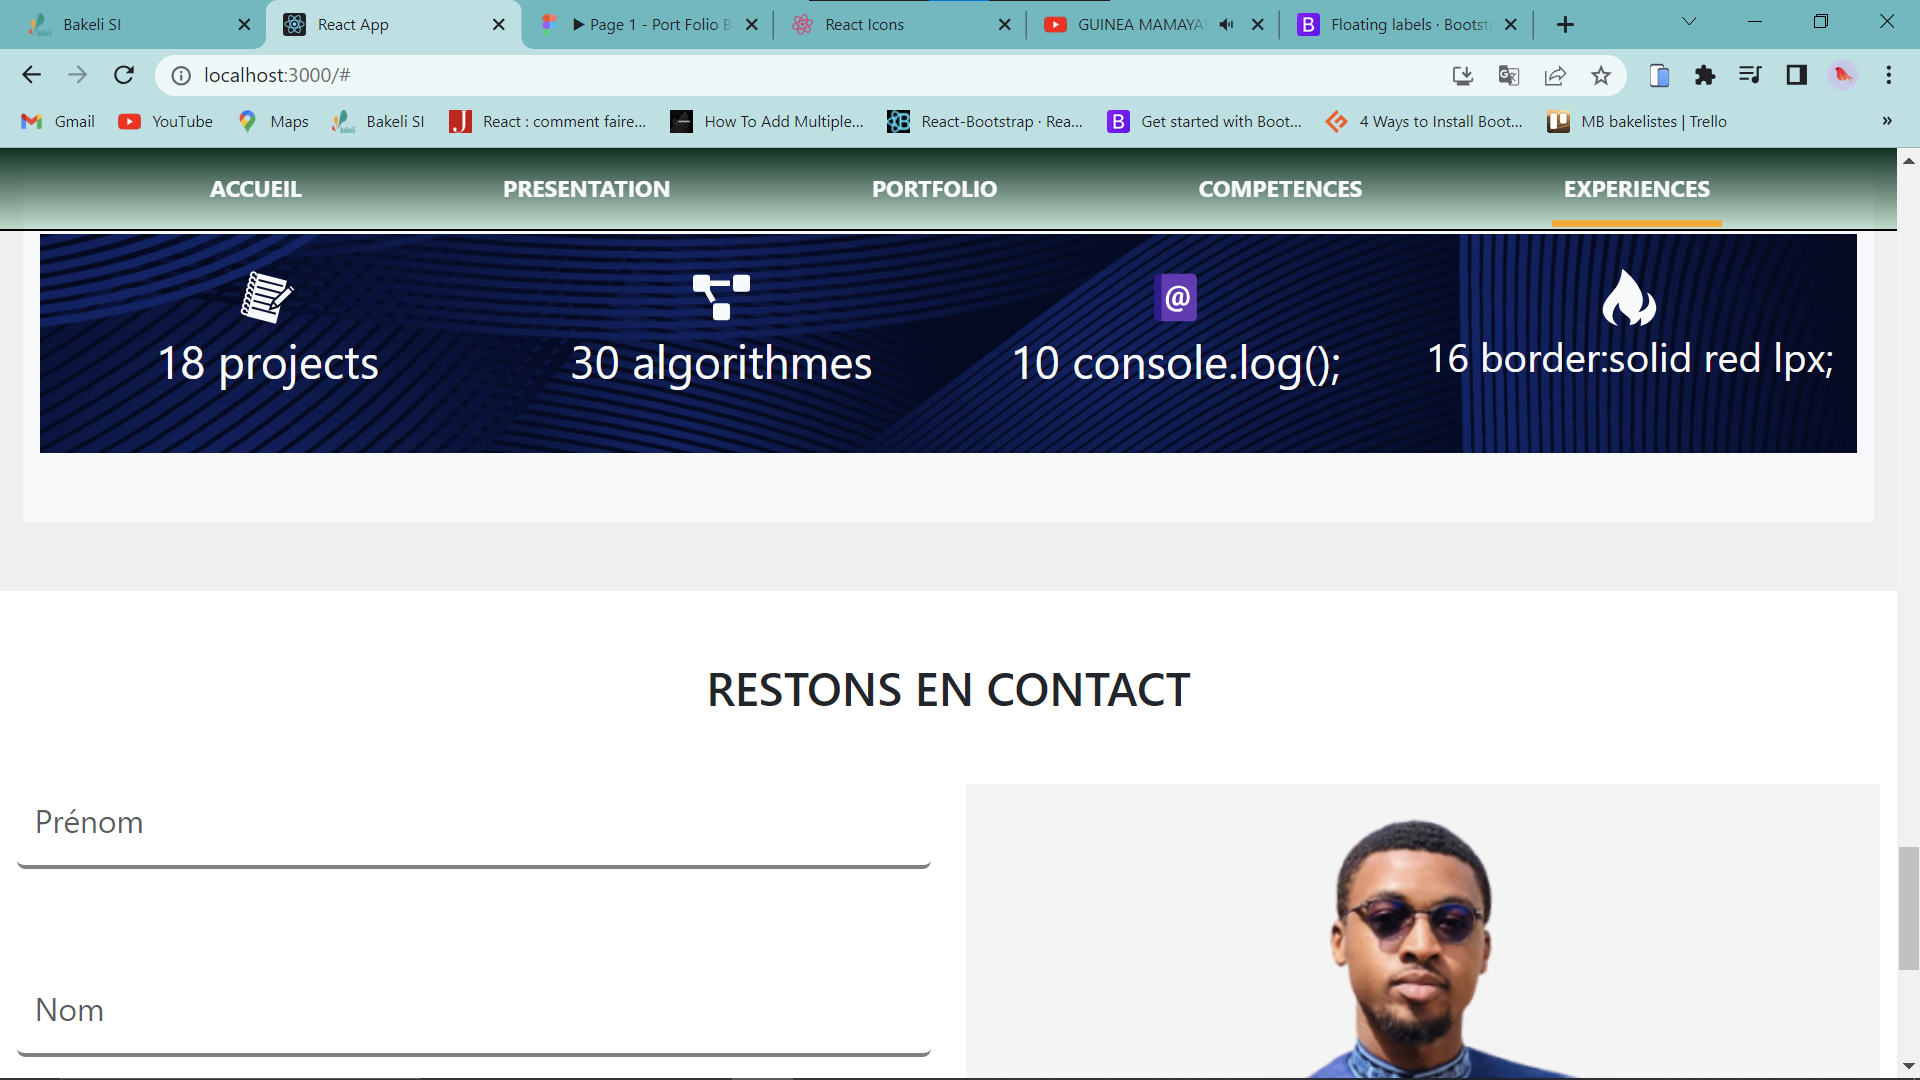 Bakeli SI
React App
▶ Page 1 - Port Folio B
React Icons
GUINEA MAMAYA
Floating labels · Bootst
localhost:3000/#
Gmail
YouTube
Maps
Bakeli SI
React : comment faire...
How To Add Multiple...
React-Bootstrap · Rea...
Get started with Boot...
4 Ways to Install Boot...
MB bakelistes | Trello
»
ACCUEIL
PRESENTATION
PORTFOLIO
COMPETENCES
EXPERIENCES
18 projects
30 algorithmes
10 console.log();
16 border:solid red lpx;
RESTONS EN CONTACT
Prénom
Nom